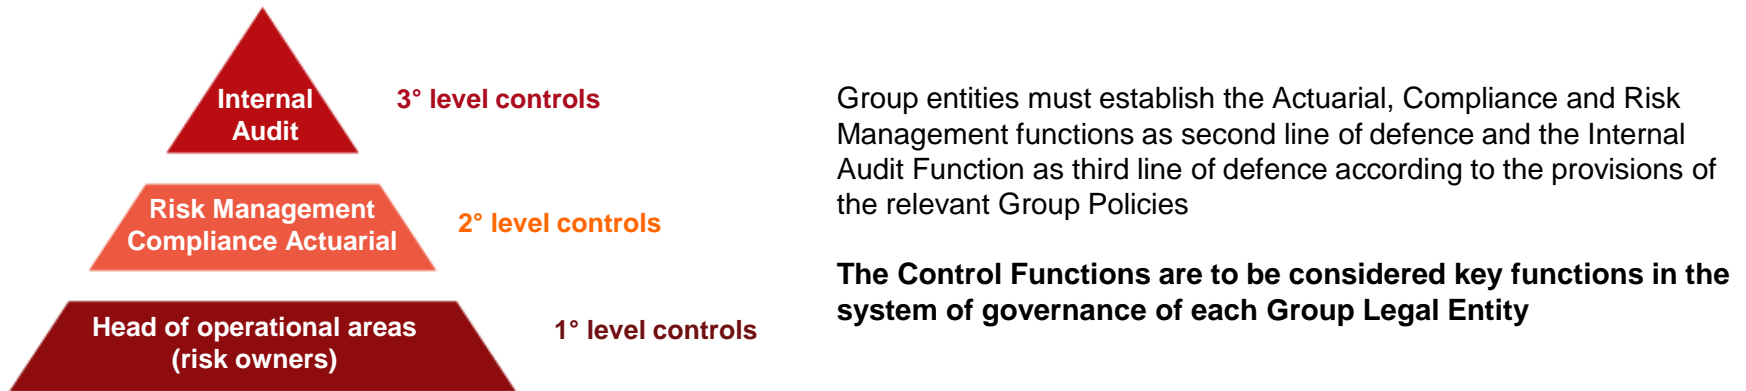 Internal
Audit
3° level controls
Risk Management
Compliance Actuarial
2° level controls
Head of operational areas
(risk owners)
1° level controls
Group entities must establish the Actuarial, Compliance and Risk
Management functions as second line of defence and the Internal
Audit Function as third line of defence according to the provisions of
the relevant Group Policies
The Control Functions are to be considered key functions in the
system of governance of each Group Legal Entity